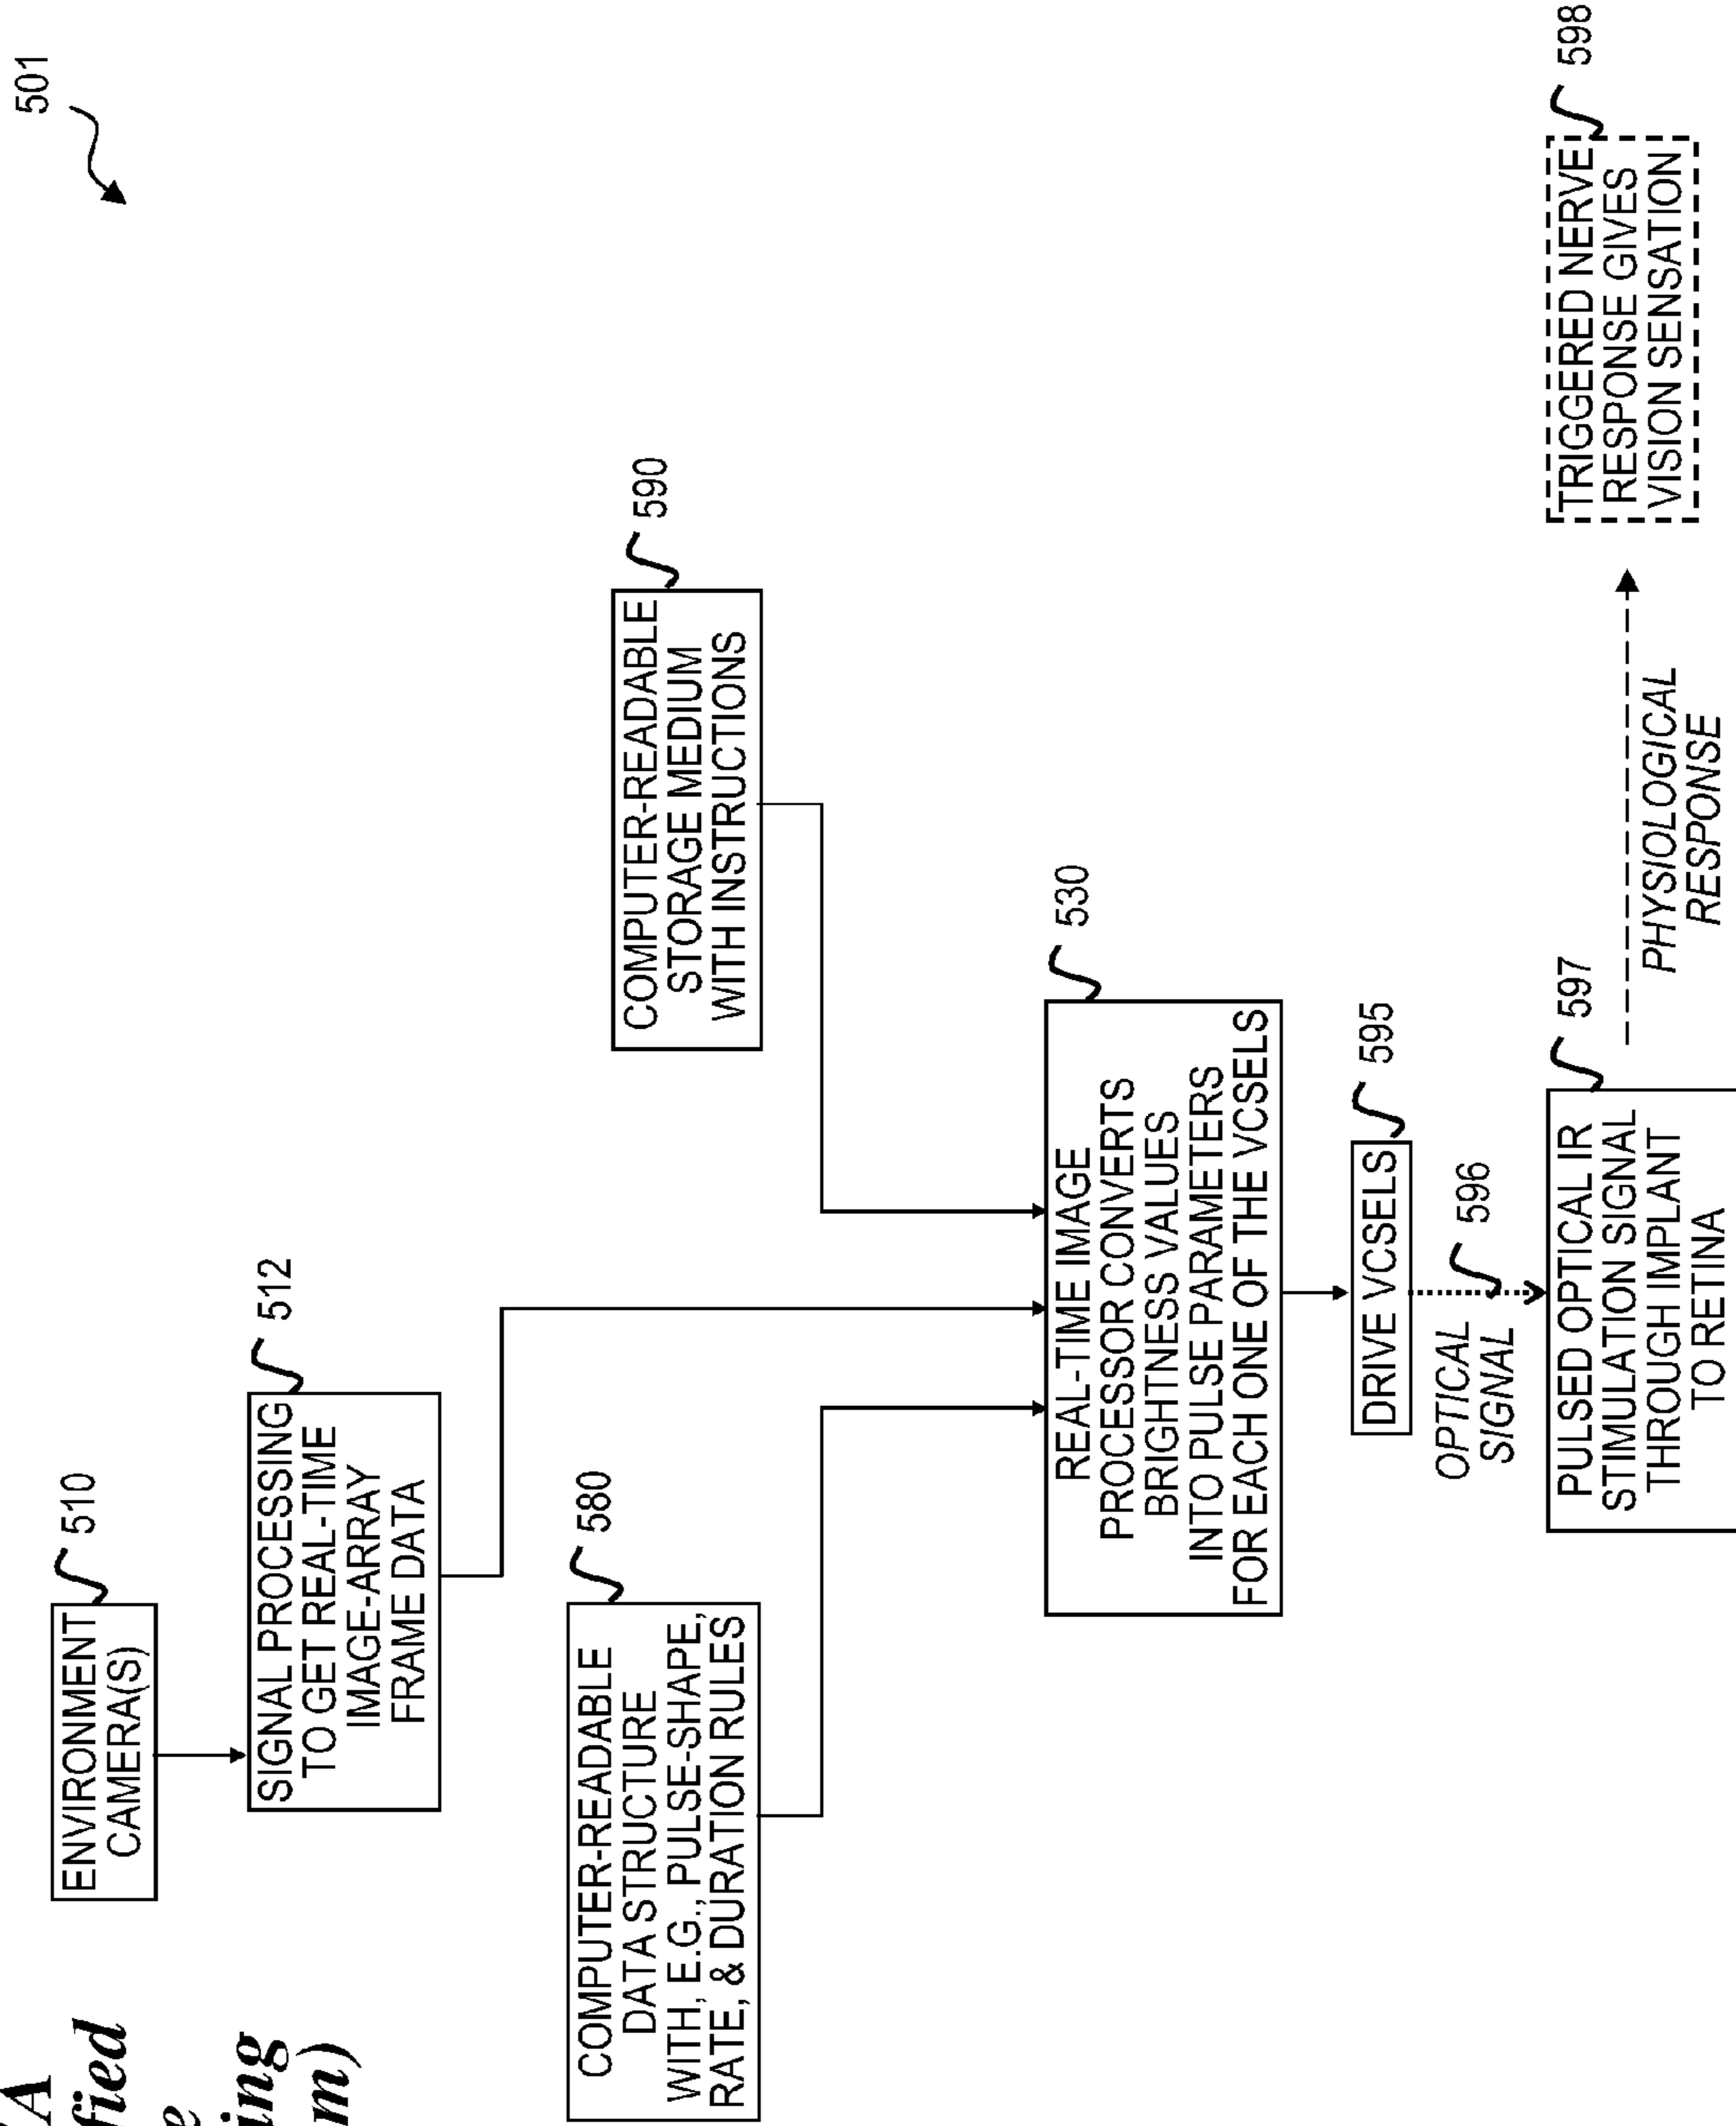 501
A
fied
e
ing
m)
ENVIRONMENT
CAMERA(S)
510
SIGNAL PROCESSING
TO GET REAL-TIME
IMAGE-ARRAY
FRAME DATA
512
COMPUTER-READABLE
DATA STRUCTURE
WITH, E.G., PULSE-SHAPE,
RATE, & DURATION RULES
580
COMPUTER-READABLE
STORAGE MEDIUM
WITH INSTRUCTIONS
590
REAL-TIME IMAGE
PROCESSOR CONVERTS
BRIGHTNESS VALUES
INTO PULSE PARAMETERS
FOR EACH ONE OF THE VCSELS
530
DRIVE VCSELS
595
OPTICAL
SIGNAL
596
PULSED OPTICAL IR
STIMULATION SIGNAL
THROUGH IMPLANT
TO RETINA
597
PHYSIOLOGICAL
RESPONSE
TRIGGERED NERVE
RESPONSE GIVES
VISION SENSATION
598